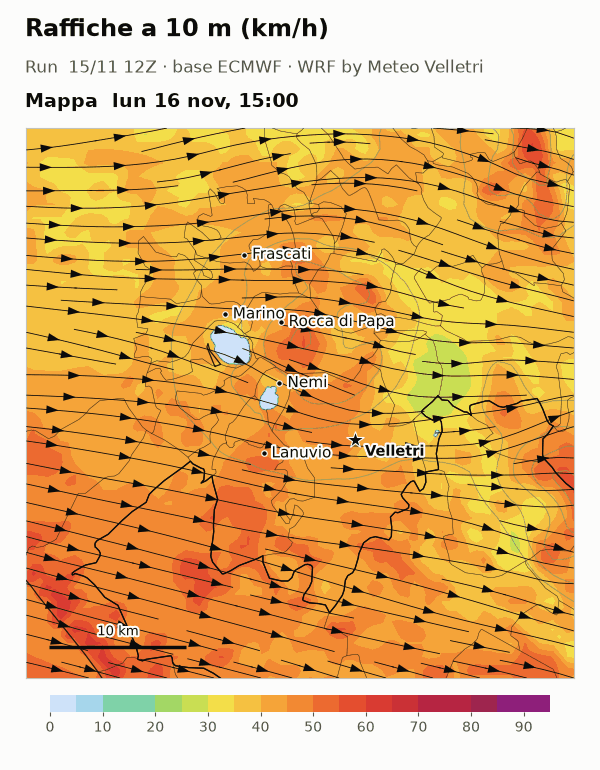 Raffiche a 10 m (km/h)
Run  15/11 12Z · base ECMWF · WRF by Meteo Velletri
Mappa  lun 16 nov, 15:00
Frascati
Marino
Rocca di Papa
Nemi
Velletri
Lanuvio
10 km
0 10 20 30 40 50 60 70 80 90